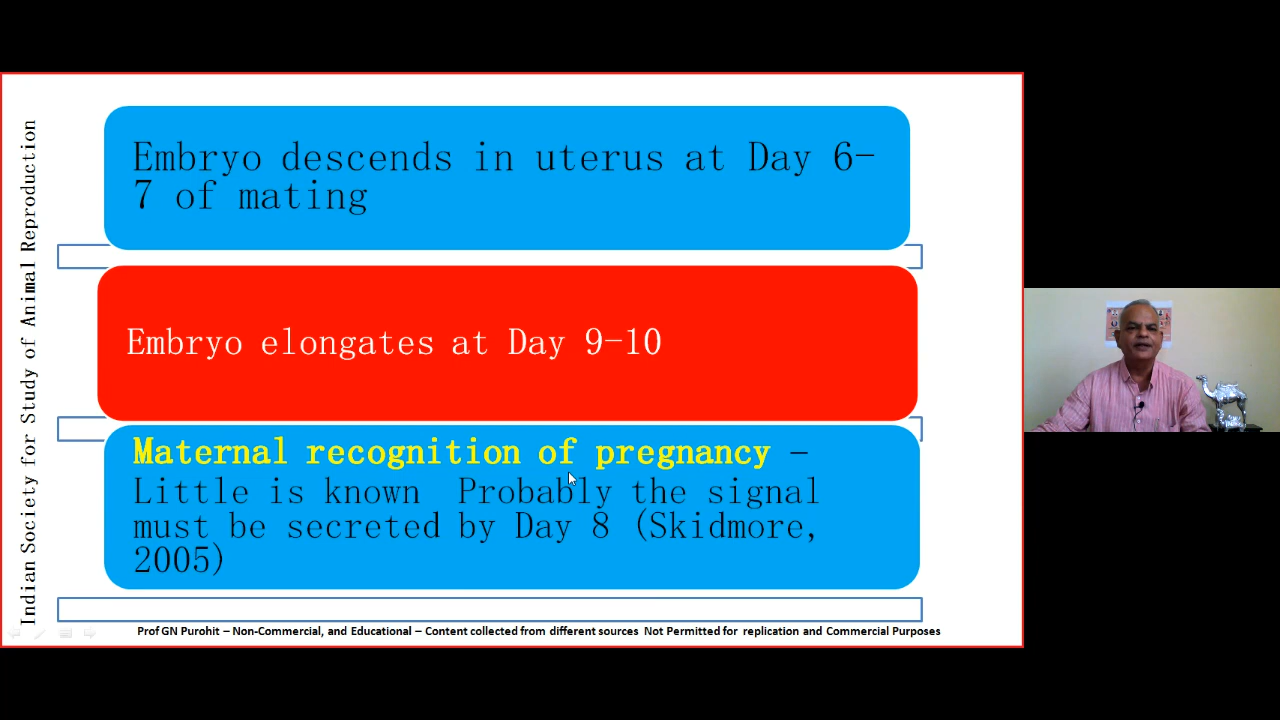 Indian Society for Study of Animal Reproduction
Embryo descends in uterus at Day 6-
7 of mating
Embryo elongates at Day 9-10
Maternal recognition of pregnancy –
Little is known Probably the signal
must be secreted by Day 8 (Skidmore,
2005)
Prof GN Purohit – Non-Commercial, and Educational – Content collected from different sources Not Permitted for replication and Commercial Purposes